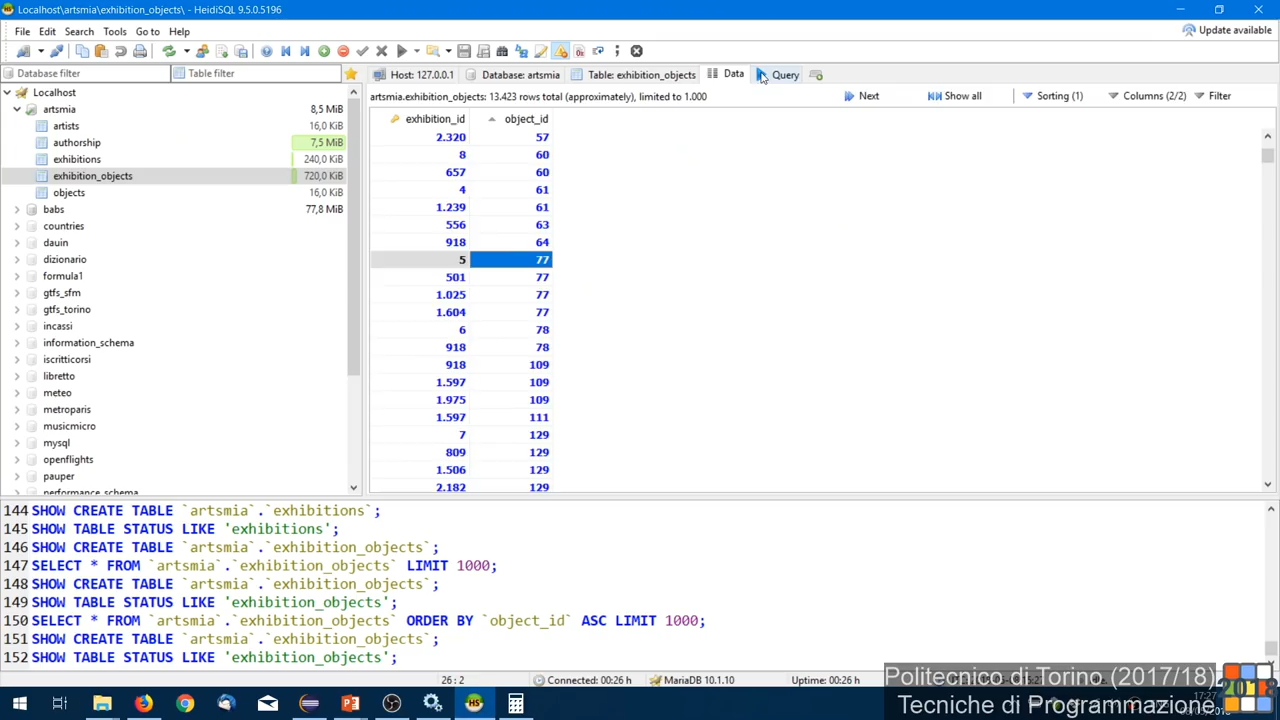 Localhost\artsmia\exhibition_objects\ - HeidiSQL 9.5.0.5196
File Edit Search Tools Go to Help
Update available
Database filter
Table filter
Host: 127.0.0.1
Database: artsmia
Table: exhibition_objects
Data
Query
artsmia.exhibition_objects: 13.423 rows total (approximately), limited to 1.000
Next
Show all
Sorting (1)
Columns (2/2)
Filter
Localhost
artsmia 8,5 MiB
artists 16,0 KiB
authorship 7,5 MiB
exhibitions 240,0 KiB
exhibition_objects 720,0 KiB
objects 16,0 KiB
babs 77,8 MiB
countries
dauin
dizionario
formula1
gtfs_sfm
gtfs_torino
incassi
information_schema
iscritticorsi
libretto
meteo
metroparis
musicmicro
mysql
openflights
pauper
performance_schema
exhibition_id object_id
2.320 57
8 60
657 60
4 61
1.239 61
556 63
918 64
5 77
501 77
1.025 77
1.604 77
6 78
918 78
918 109
1.597 109
1.975 109
1.597 111
7 129
809 129
1.506 129
2.182 129
144 SHOW CREATE TABLE `artsmia`.`exhibitions`;
145 SHOW TABLE STATUS LIKE 'exhibitions';
146 SHOW CREATE TABLE `artsmia`.`exhibition_objects`;
147 SELECT * FROM `artsmia`.`exhibition_objects` LIMIT 1000;
148 SHOW CREATE TABLE `artsmia`.`exhibition_objects`;
149 SHOW TABLE STATUS LIKE 'exhibition_objects';
150 SELECT * FROM `artsmia`.`exhibition_objects` ORDER BY `object_id` ASC LIMIT 1000;
151 SHOW CREATE TABLE `artsmia`.`exhibition_objects`;
152 SHOW TABLE STATUS LIKE 'exhibition_objects';
26 : 2
Connected: 00:26 h
MariaDB 10.1.10
Uptime: 00:26 h
Politecnico di Torino (2017/18)
Tecniche di Programmazione
2018
17:27